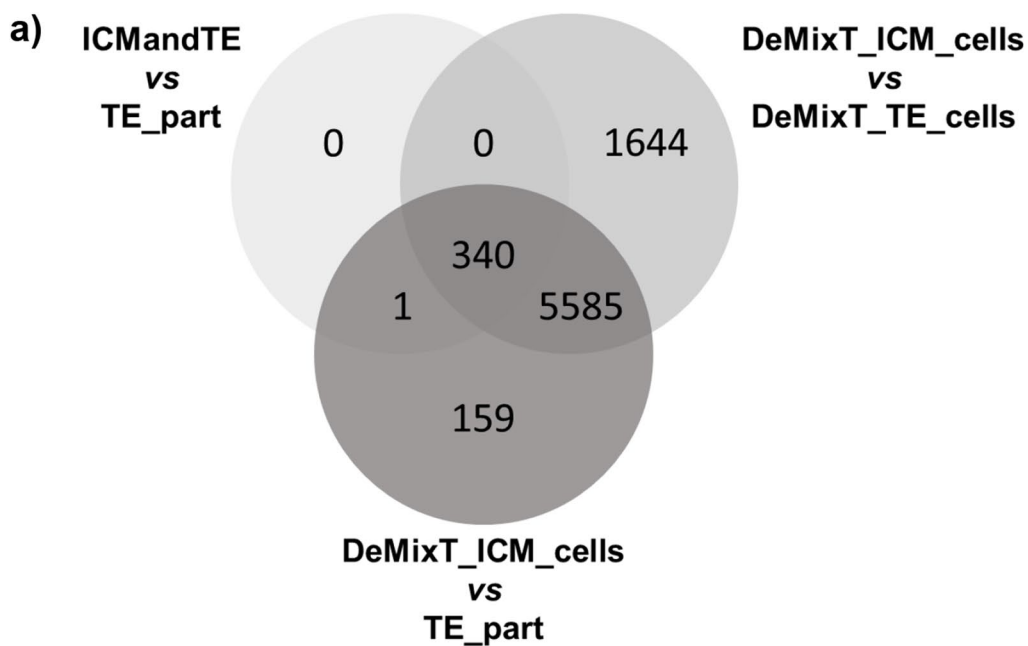 a)
ICMandTE
vs
TE_part
DeMixT_ICM_cells
vs
DeMixT_TE_cells
0
0
1644
340
1
5585
159
DeMixT_ICM_cells
vs
TE_part